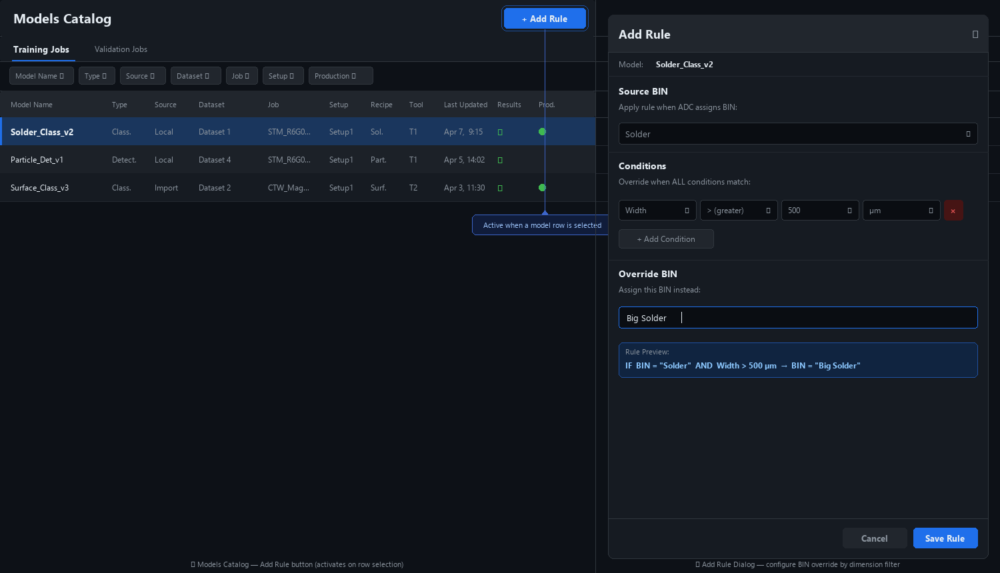 Models Catalog
+ Add Rule
Training Jobs
Validation Jobs
Model Name
Type
Source
Dataset
Job
Setup
Production
Model Name Type Source Dataset Job Setup Recipe Tool Last Updated Results Prod.
Solder_Class_v2 Class. Local Dataset 1 STM_R6G0... Setup1 Sol. T1 Apr 7, 9:15
Particle_Det_v1 Detect. Local Dataset 4 STM_R6G0... Setup1 Part. T1 Apr 5, 14:02
Surface_Class_v3 Class. Import Dataset 2 CTW_Mag... Setup1 Surf. T2 Apr 3, 11:30
Active when a model row is selected
Models Catalog — Add Rule button (activates on row selection)
Add Rule
Model: Solder_Class_v2
Source BIN
Apply rule when ADC assigns BIN:
Solder
Conditions
Override when ALL conditions match:
Width
> (greater)
500
µm
×
+ Add Condition
Override BIN
Assign this BIN instead:
Big Solder
Rule Preview:
IF BIN = "Solder" AND Width > 500 µm → BIN = "Big Solder"
Cancel
Save Rule
Add Rule Dialog — configure BIN override by dimension filter